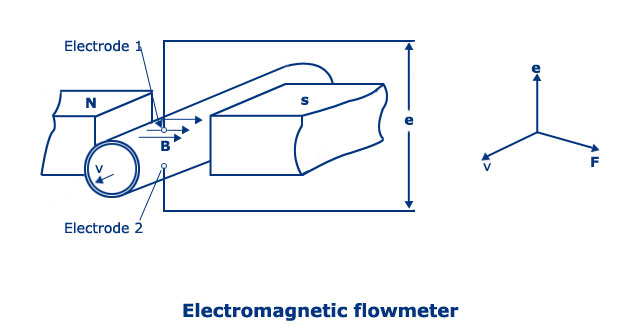 Electrode 1
N
s
e
B
v
Electrode 2
e
v
F
Electromagnetic flowmeter